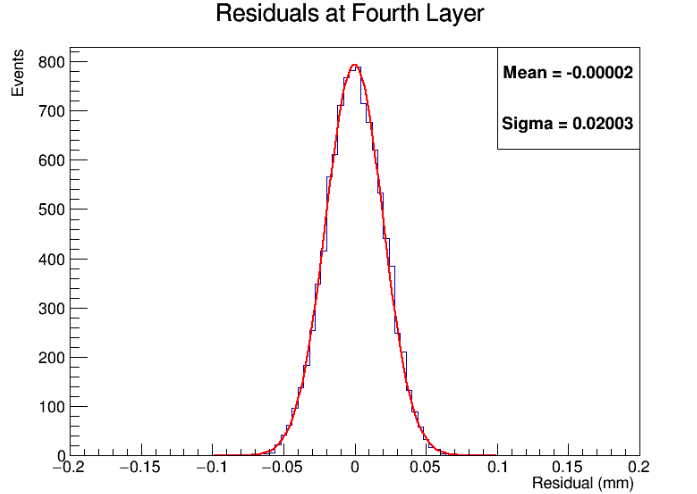 Residuals at Fourth Layer
Events
800
700
600
500
400
300
200
100
0
Mean = -0.00002
Sigma = 0.02003
−0.2 −0.15 −0.1 −0.05 0 0.05 0.1 0.15 0.2
Residual (mm)